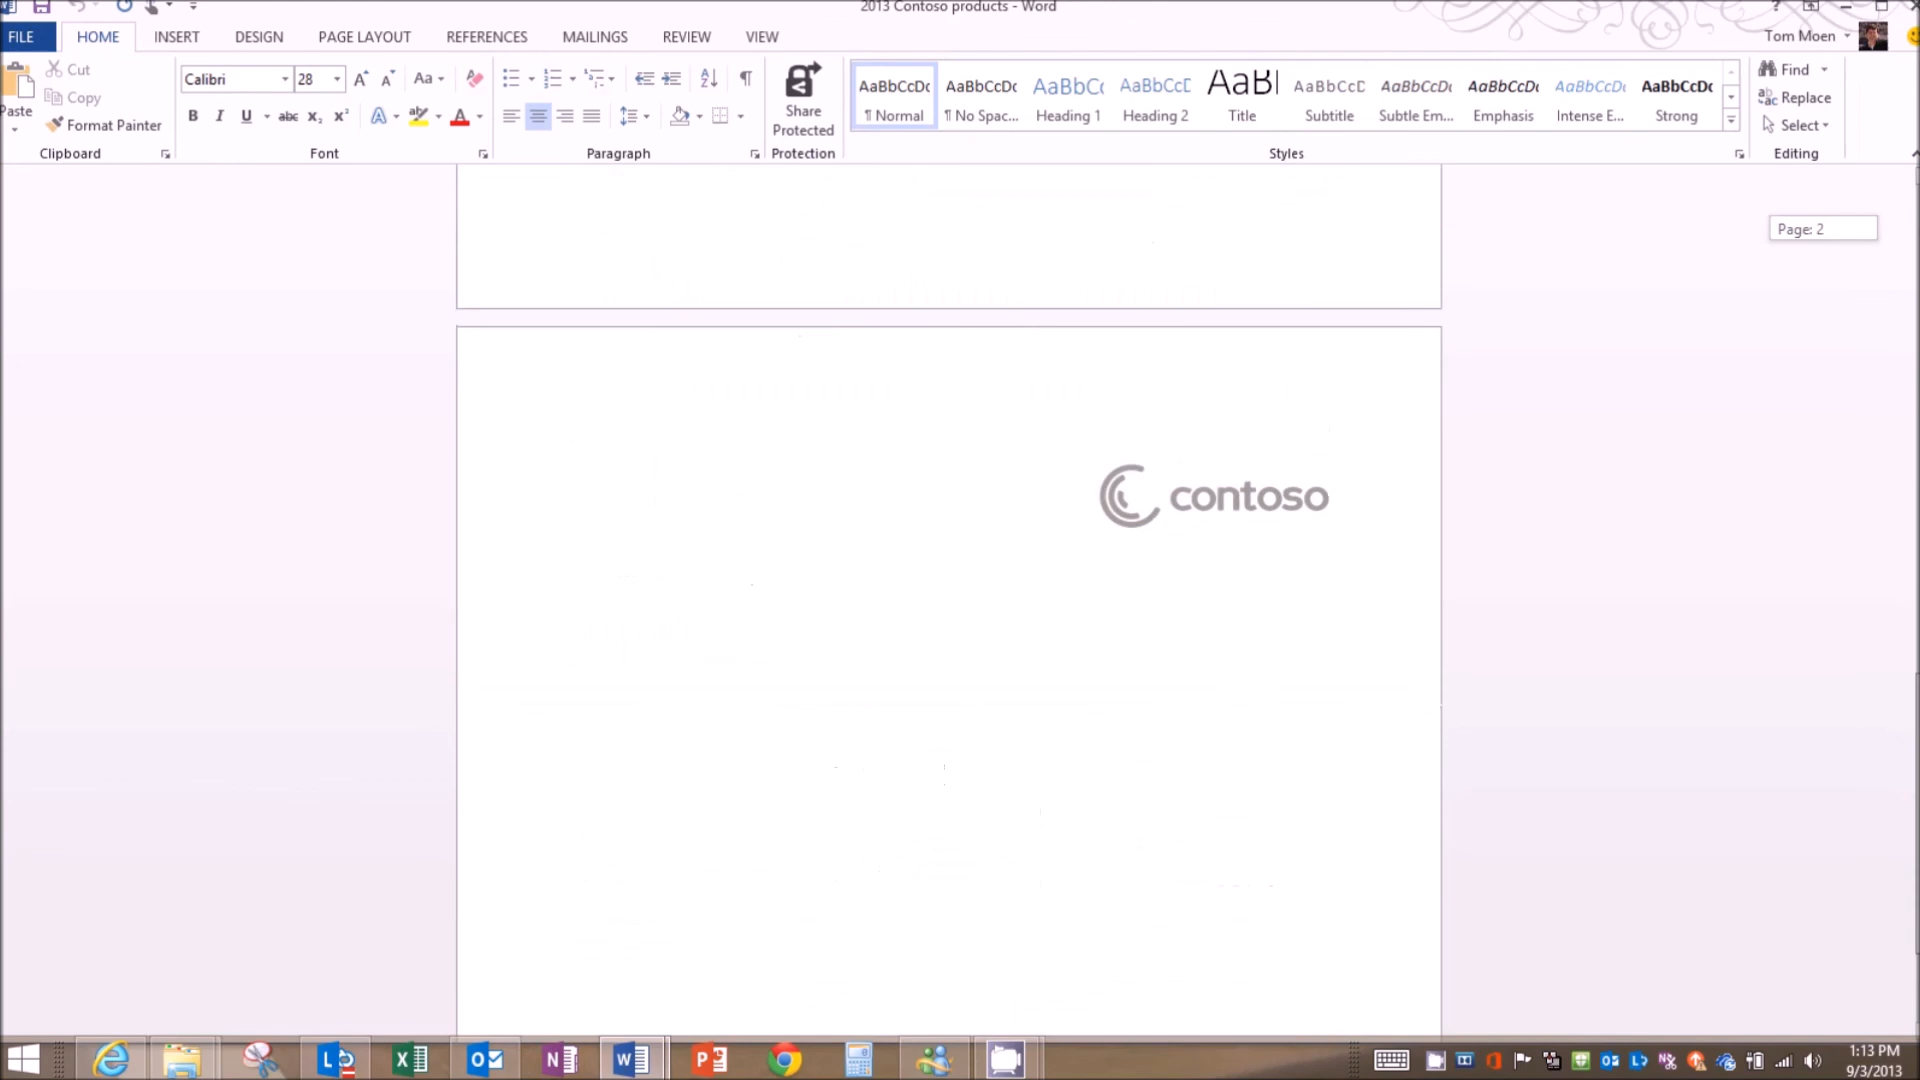 2013 Contoso products - Word
FILE HOME INSERT DESIGN PAGE LAYOUT REFERENCES MAILINGS REVIEW VIEW Tom Moen
Paste
Cut
Copy
Format Painter
Clipboard
Calibri 28
Font
Paragraph
Share
Protected
Protection
AaBbCcDc AaBbCcDc AaBbCc AaBbCcE AaBl AaBbCcD AaBbCcDc AaBbCcDc AaBbCcDc AaBbCcDc
¶ Normal ¶ No Spac... Heading 1 Heading 2 Title Subtitle Subtle Em... Emphasis Intense E... Strong
Styles
Find
Replace
Select
Editing
Page: 2
contoso
1:13 PM
9/3/2013